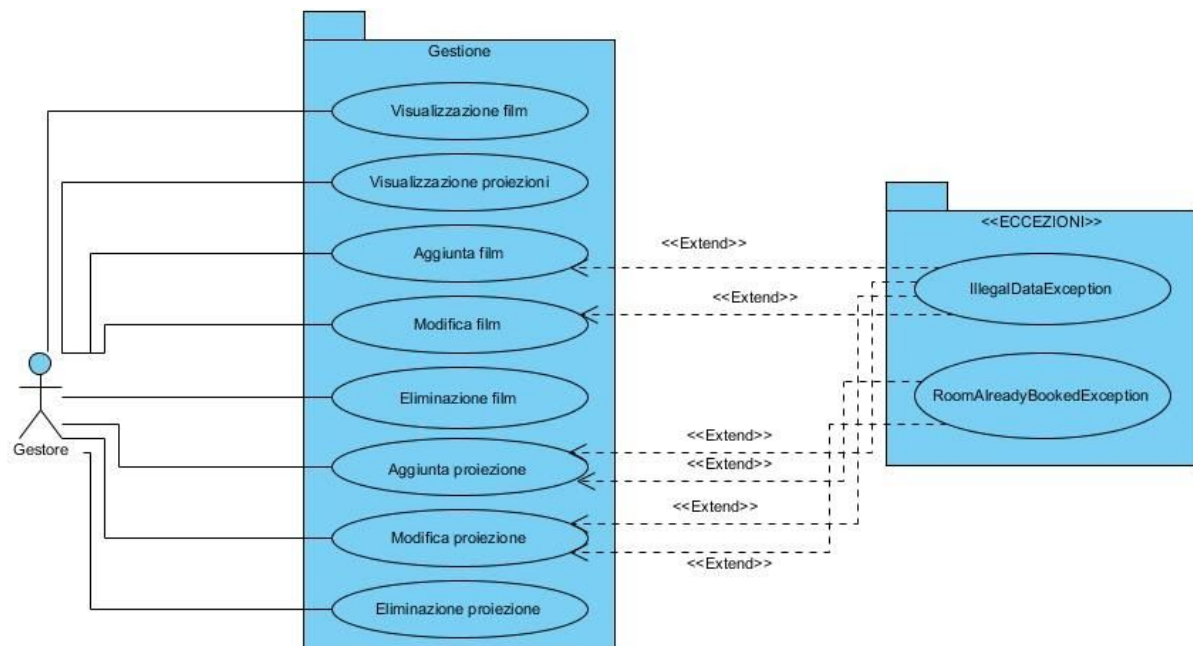 Gestione
Visualizzazione film
Visualizzazione proiezioni
Aggiunta film
Modifica film
Eliminazione film
Aggiunta proiezione
Modifica proiezione
Eliminazione proiezione
Gestore
<<Extend>>
<<Extend>>
<<Extend>>
<<Extend>>
<<Extend>>
<<Extend>>
<<ECCEZIONI>>
IllegalDataException
RoomAlreadyBookedException